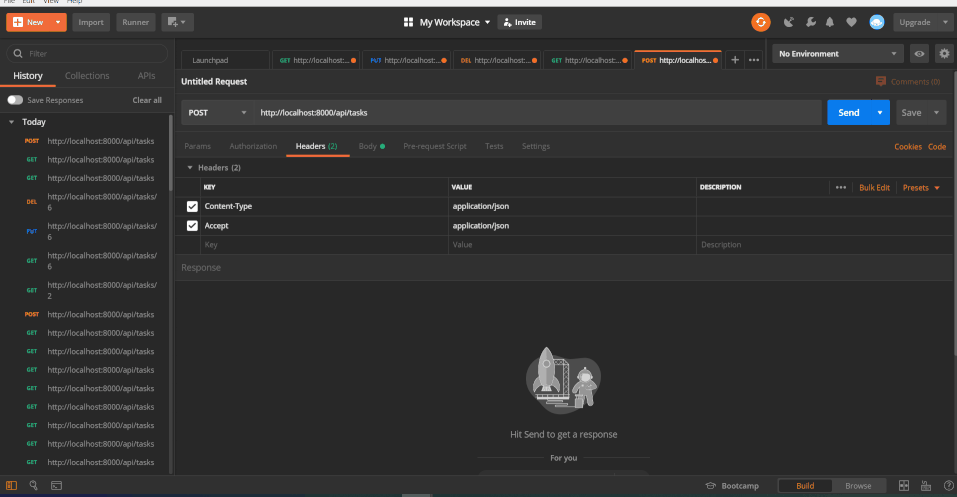 File Edit View Help
New Import Runner My Workspace Invite Upgrade
Filter
History Collections APIs
Save Responses Clear all
Today
POST http://localhost:8000/api/tasks
GET http://localhost:8000/api/tasks
GET http://localhost:8000/api/tasks
DEL http://localhost:8000/api/tasks/
6
PUT http://localhost:8000/api/tasks/
6
GET http://localhost:8000/api/tasks/
6
GET http://localhost:8000/api/tasks/
2
POST http://localhost:8000/api/tasks
GET http://localhost:8000/api/tasks
GET http://localhost:8000/api/tasks
GET http://localhost:8000/api/tasks
GET http://localhost:8000/api/tasks
GET http://localhost:8000/api/tasks
GET http://localhost:8000/api/tasks
GET http://localhost:8000/api/tasks
GET http://localhost:8000/api/tasks
Launchpad GET http://localhost:... PUT http://localhost:... DEL http://localhost:... GET http://localhost:... POST http://localhos... + ••• No Environment
Untitled Request Comments (0)
POST http://localhost:8000/api/tasks Send Save
Params Authorization Headers (2) Body Pre-request Script Tests Settings Cookies Code
Headers (2)
KEY VALUE DESCRIPTION ••• Bulk Edit Presets
Content-Type application/json
Accept application/json
Key Value Description
Response
Hit Send to get a response
For you
Bootcamp Build Browse